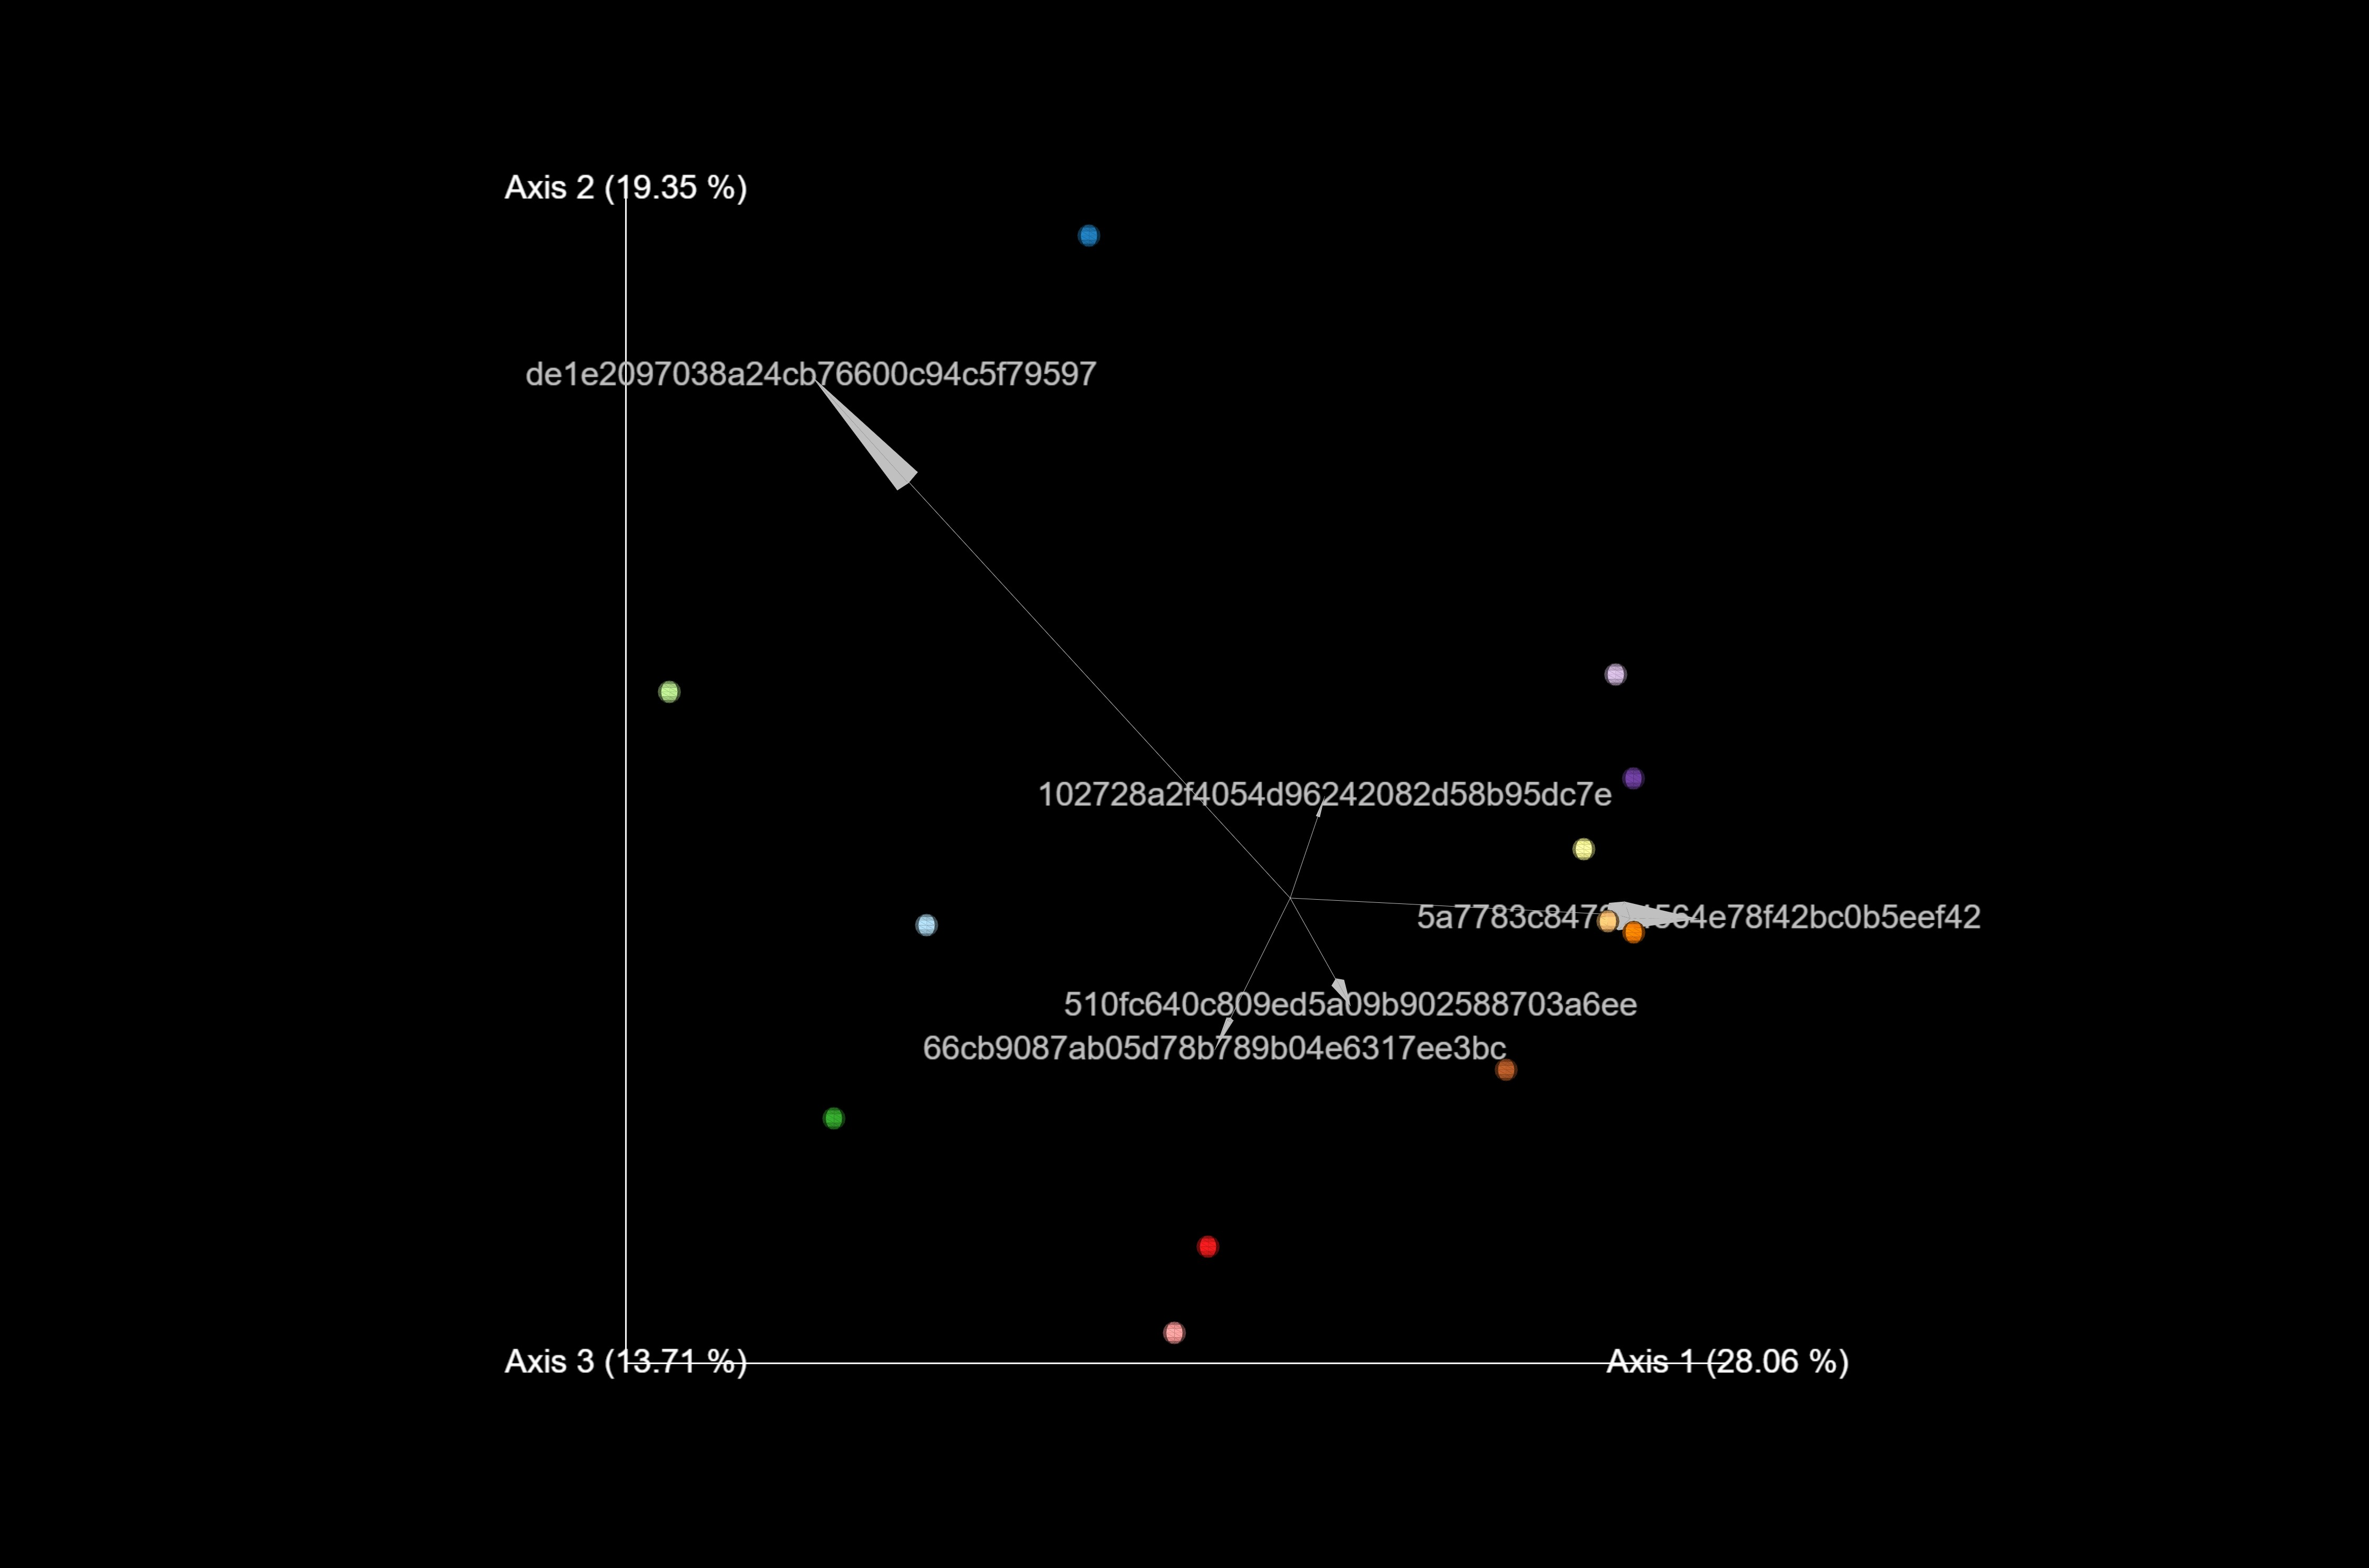 Axis 2 (19.35 %)
de1e2097038a24cb76600c94c5f79597
102728a2f4054d96242082d58b95dc7e
510fc640c809ed5a09b902588703a6ee
66cb9087ab05d78b789b04e6317ee3bc
Axis 3 (13.71 %)
Axis 1 (28.06 %)